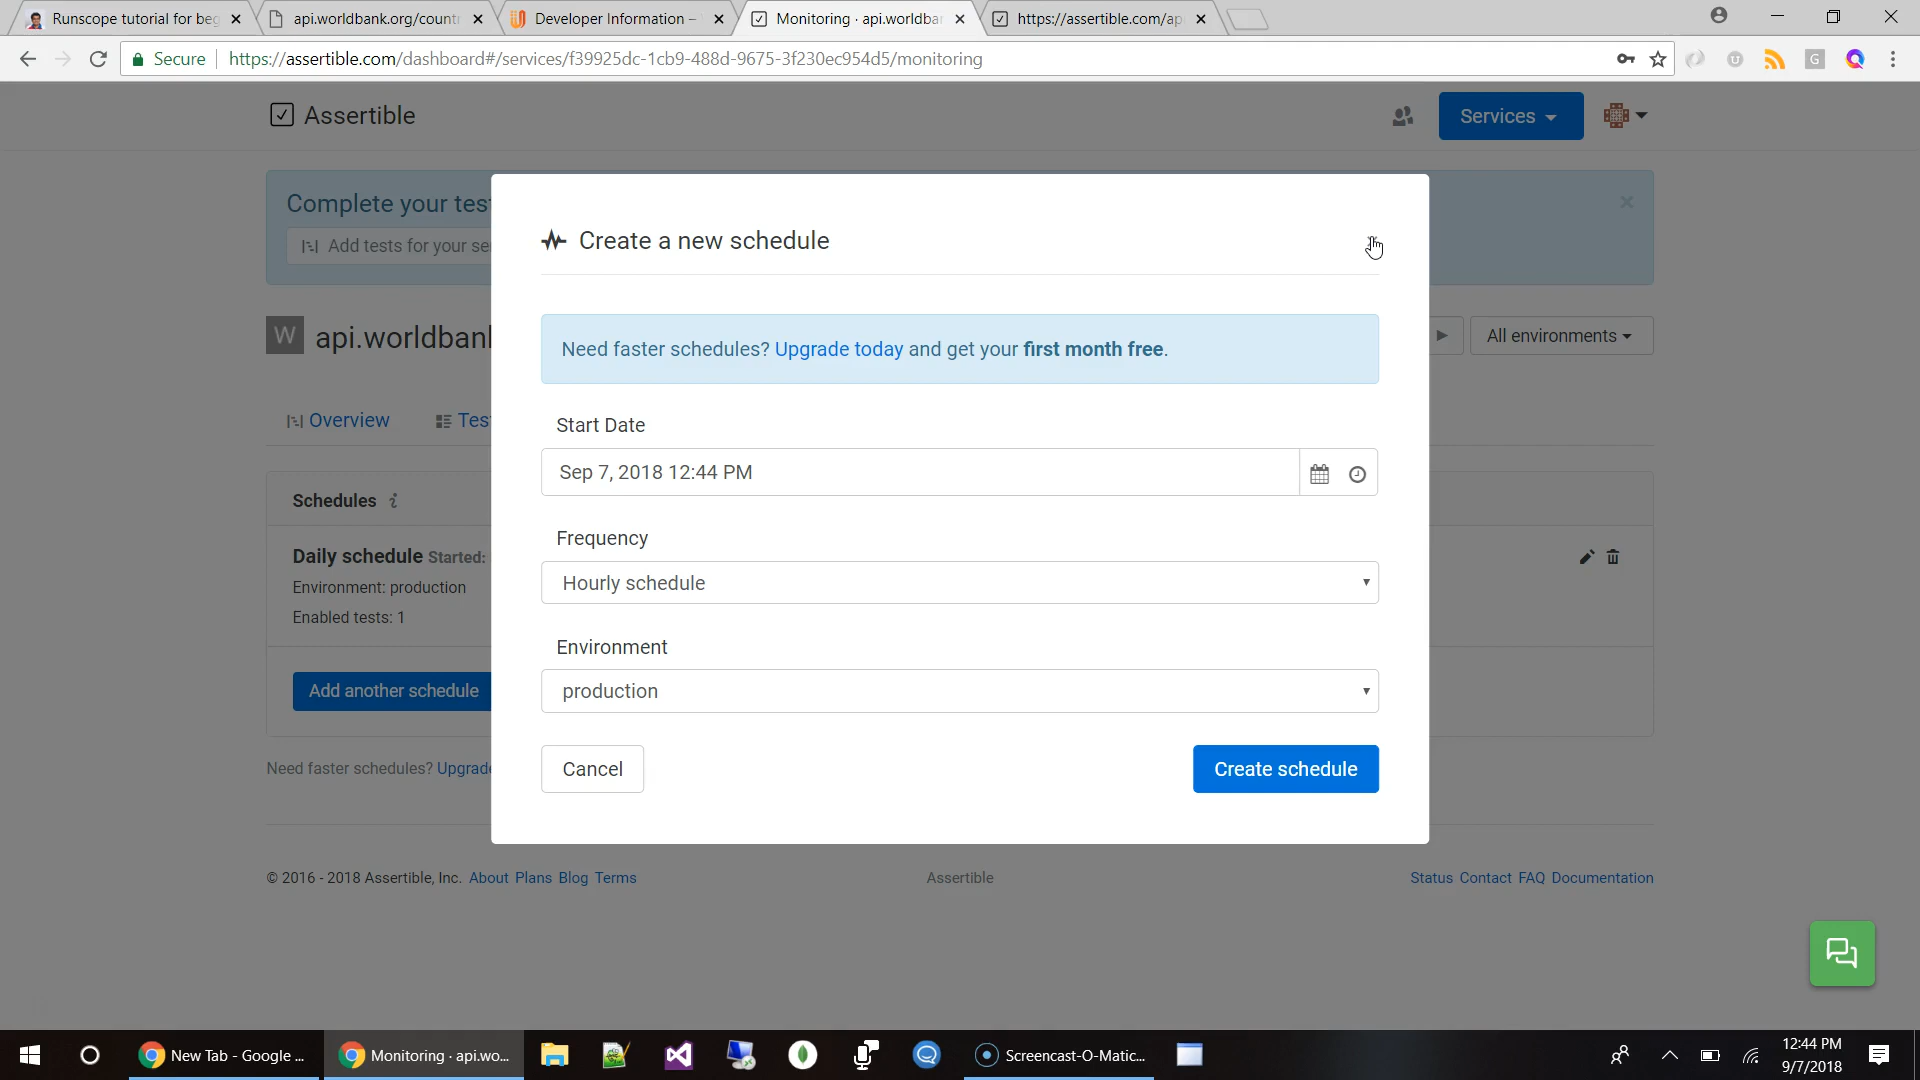 Runscope tutorial for beg
api.worldbank.org/countr
Developer Information –
Monitoring · api.worldbar
https://assertible.com/ap
Secure
https://assertible.com/dashboard#/services/f39925dc-1cb9-488d-9675-3f230ec954d5/monitoring
Assertible
Services
Complete your test
Add tests for your se
Create a new schedule
W
api.worldbank
All environments
Need faster schedules? Upgrade today and get your first month free.
Overview
Test
Start Date
Sep 7, 2018 12:44 PM
Schedules i
Frequency
Daily schedule Started:
Environment: production
Enabled tests: 1
Hourly schedule
Environment
production
Add another schedule
Cancel
Create schedule
Need faster schedules? Upgrade
© 2016 - 2018 Assertible, Inc. About Plans Blog Terms
Assertible
Status Contact FAQ Documentation
New Tab - Google ...
Monitoring · api.wo...
Screencast-O-Matic...
12:44 PM
9/7/2018